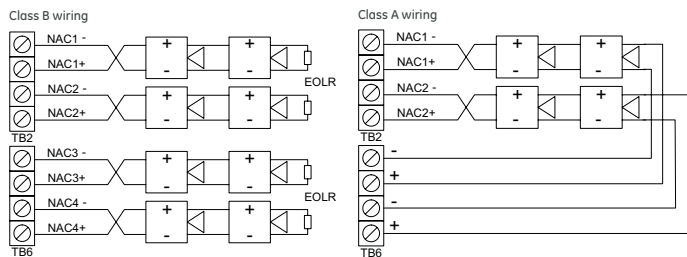 Class B wiring
NAC1 -
+ +
NAC1+
- -
EOLR
NAC2 -
+ +
NAC2+
- -
TB2
NAC3 -
+ +
NAC3+
- -
EOLR
NAC4 -
+ +
NAC4+
- -
TB6
Class A wiring
NAC1 -
+ +
NAC1+
- -
NAC2 -
+ +
NAC2+
- -
TB2
-
+
-
+
TB6